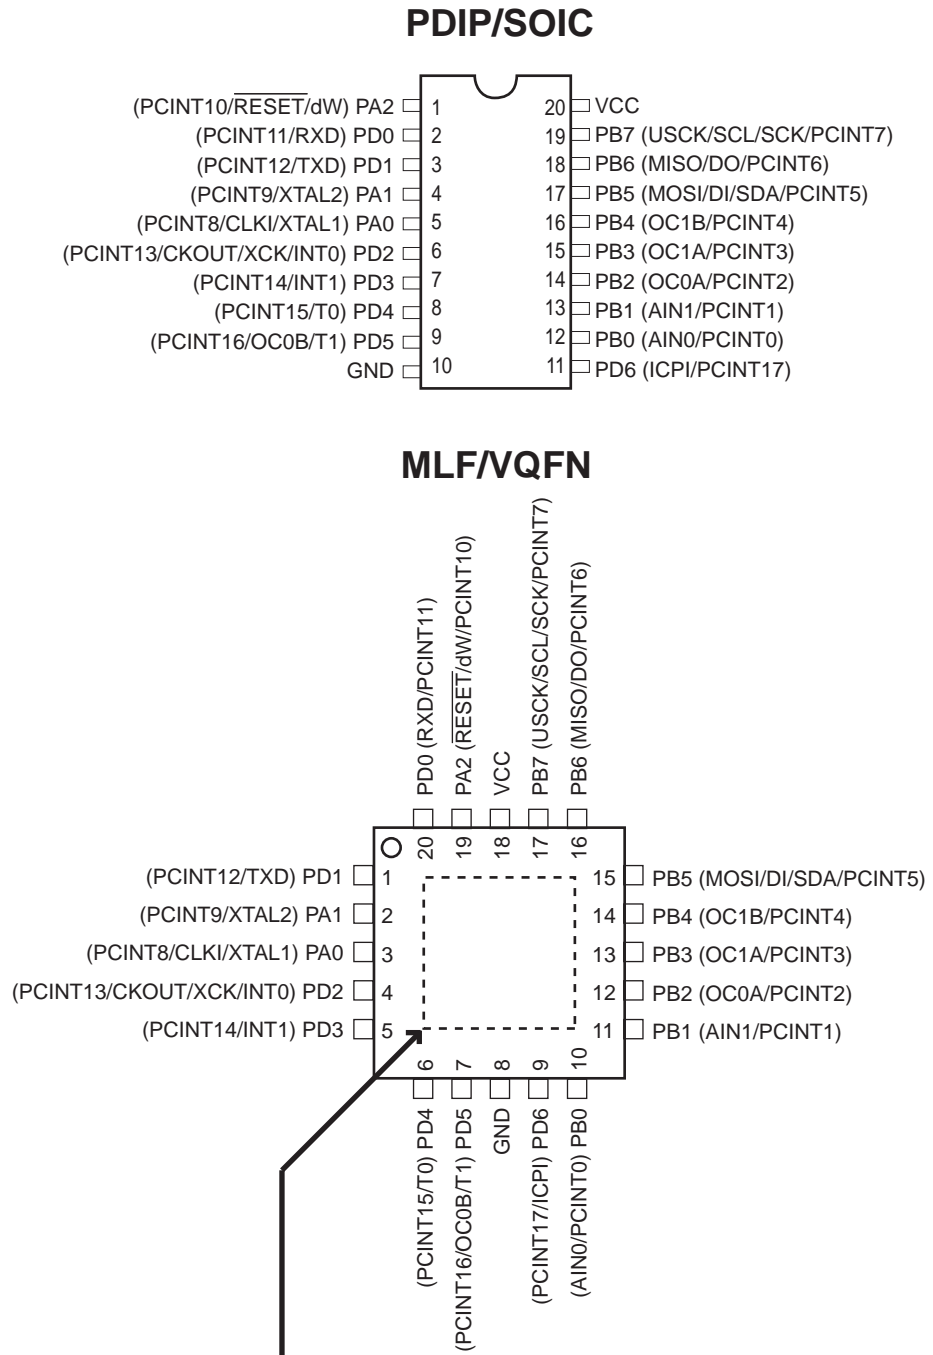 PDIP/SOIC
(PCINT10/RESET/dW) PA2 1 20 VCC
(PCINT11/RXD) PD0 2 19 PB7 (USCK/SCL/SCK/PCINT7)
(PCINT12/TXD) PD1 3 18 PB6 (MISO/DO/PCINT6)
(PCINT9/XTAL2) PA1 4 17 PB5 (MOSI/DI/SDA/PCINT5)
(PCINT8/CLKI/XTAL1) PA0 5 16 PB4 (OC1B/PCINT4)
(PCINT13/CKOUT/XCK/INT0) PD2 6 15 PB3 (OC1A/PCINT3)
(PCINT14/INT1) PD3 7 14 PB2 (OC0A/PCINT2)
(PCINT15/T0) PD4 8 13 PB1 (AIN1/PCINT1)
(PCINT16/OC0B/T1) PD5 9 12 PB0 (AIN0/PCINT0)
GND 10 11 PD6 (ICPI/PCINT17)
MLF/VQFN
PD0 (RXD/PCINT11)
PA2 (RESET/dW/PCINT10)
VCC
PB7 (USCK/SCL/SCK/PCINT7)
PB6 (MISO/DO/PCINT6)
20 19 18 17 16
(PCINT12/TXD) PD1 1 15 PB5 (MOSI/DI/SDA/PCINT5)
(PCINT9/XTAL2) PA1 2 14 PB4 (OC1B/PCINT4)
(PCINT8/CLKI/XTAL1) PA0 3 13 PB3 (OC1A/PCINT3)
(PCINT13/CKOUT/XCK/INT0) PD2 4 12 PB2 (OC0A/PCINT2)
(PCINT14/INT1) PD3 5 11 PB1 (AIN1/PCINT1)
6 7 8 9 10
(PCINT15/T0) PD4
(PCINT16/OC0B/T1) PD5
GND
(PCINT17/ICPI) PD6
(AIN0/PCINT0) PB0